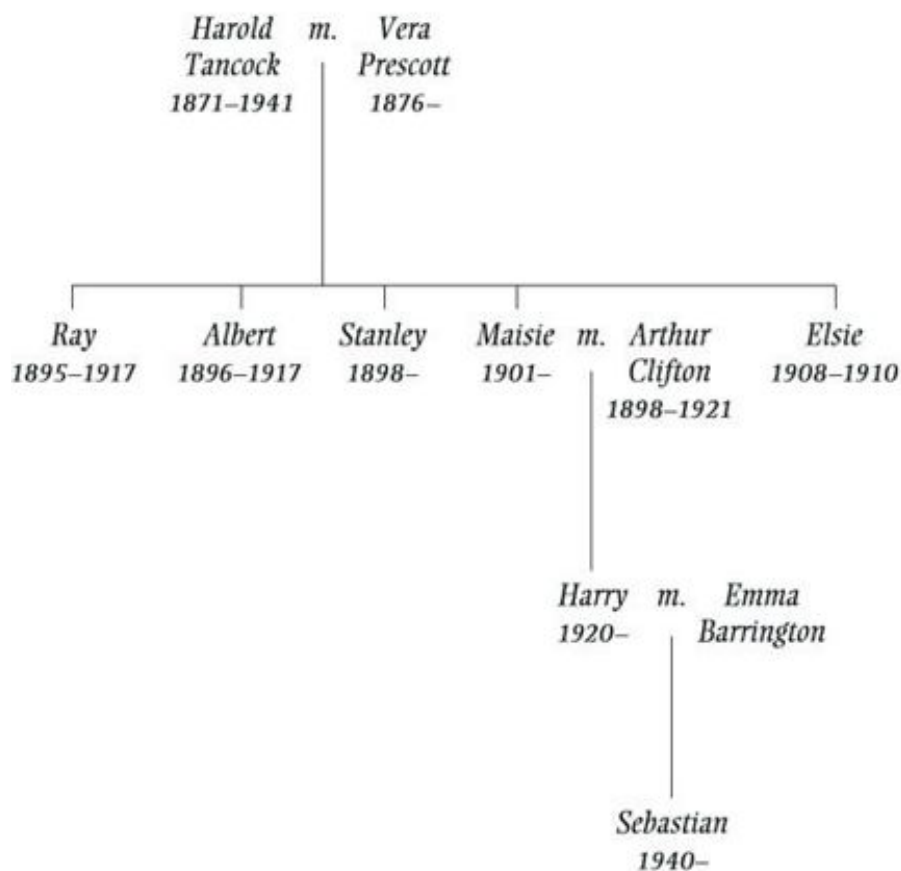 Harold m. Vera
Tancock Prescott
1871–1941 1876–
Ray Albert Stanley Maisie m. Arthur Elsie
1895–1917 1896–1917 1898– 1901– Clifton 1908–1910
1898–1921
Harry m. Emma
1920– Barrington
Sebastian
1940–